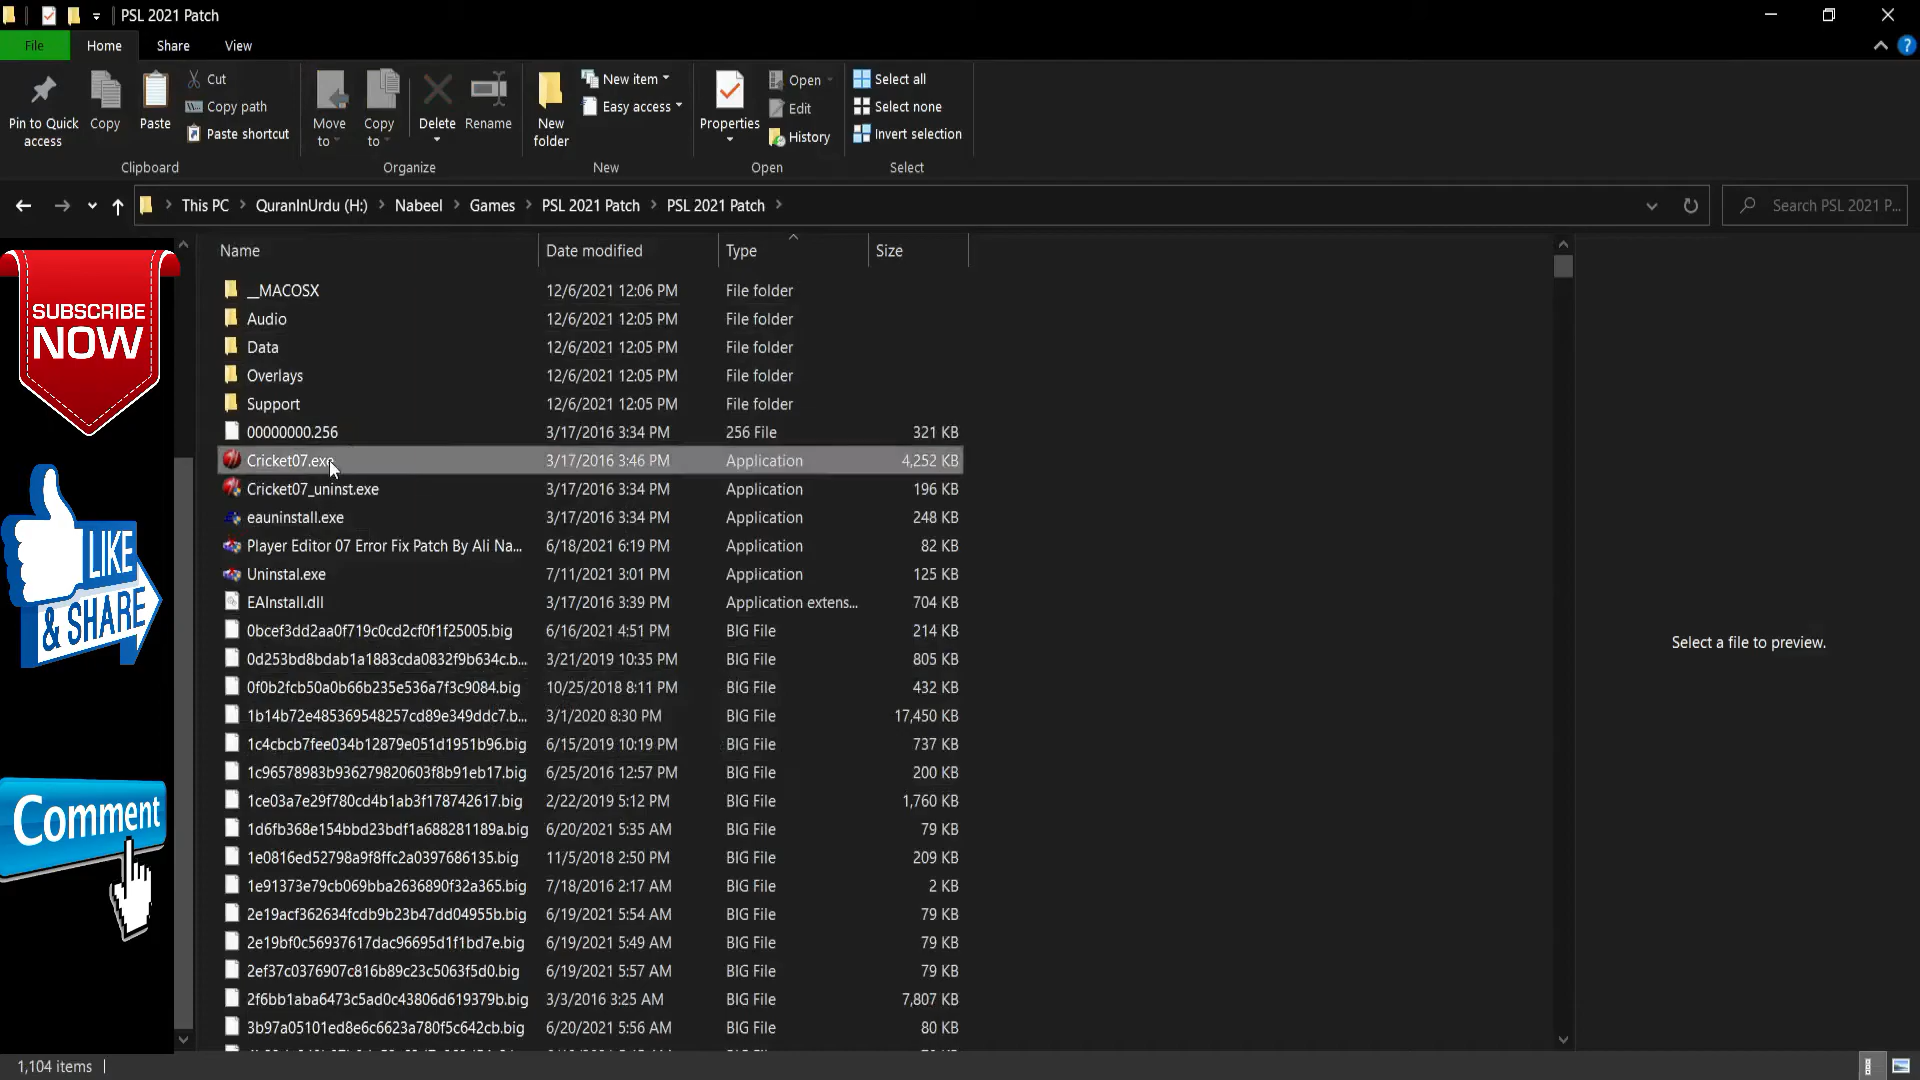 PSL 2021 Patch
File Home Share View
Pin to Quick access
Copy
Paste
Cut
Copy path
Paste shortcut
Clipboard
Move to
Copy to
Delete
Rename
Organize
New folder
New item
Easy access
New
Properties
Open
Edit
History
Open
Select all
Select none
Invert selection
Select
This PC QuranInUrdu (H:) Nabeel Games PSL 2021 Patch PSL 2021 Patch
Search PSL 2021 P...
Name Date modified Type Size
__MACOSX 12/6/2021 12:06 PM File folder
Audio 12/6/2021 12:05 PM File folder
Data 12/6/2021 12:05 PM File folder
Overlays 12/6/2021 12:05 PM File folder
Support 12/6/2021 12:05 PM File folder
00000000.256 3/17/2016 3:34 PM 256 File 321 KB
Cricket07.exe 3/17/2016 3:46 PM Application 4,252 KB
Cricket07_uninst.exe 3/17/2016 3:34 PM Application 196 KB
eauninstall.exe 3/17/2016 3:34 PM Application 248 KB
Player Editor 07 Error Fix Patch By Ali Na... 6/18/2021 6:19 PM Application 82 KB
Uninstal.exe 7/11/2021 3:01 PM Application 125 KB
EAInstall.dll 3/17/2016 3:39 PM Application extens... 704 KB
0bcef3dd2aa0f719c0cd2cf0f1f25005.big 6/16/2021 4:51 PM BIG File 214 KB
0d253bd8bdab1a1883cda0832f9b634c.b... 3/21/2019 10:35 PM BIG File 805 KB
0f0b2fcb50a0b66b235e536a7f3c9084.big 10/25/2018 8:11 PM BIG File 432 KB
1b14b72e485369548257cd89e349ddc7.b... 3/1/2020 8:30 PM BIG File 17,450 KB
1c4cbcb7fee034b12879e051d1951b96.big 6/15/2019 10:19 PM BIG File 737 KB
1c96578983b936279820603f8b91eb17.big 6/25/2016 12:57 PM BIG File 200 KB
1ce03a7e29f780cd4b1ab3f178742617.big 2/22/2019 5:12 PM BIG File 1,760 KB
1d6fb368e154bbd23bdf1a688281189a.big 6/20/2021 5:35 AM BIG File 79 KB
1e0816ed52798a9f8ffc2a0397686135.big 11/5/2018 2:50 PM BIG File 209 KB
1e91373e79cb069bba2636890f32a365.big 7/18/2016 2:17 AM BIG File 2 KB
2e19acf362634fcdb9b23b47dd04955b.big 6/19/2021 5:54 AM BIG File 79 KB
2e19bf0c56937617dac96695d1f1bd7e.big 6/19/2021 5:49 AM BIG File 79 KB
2ef37c0376907c816b89c23c5063f5d0.big 6/19/2021 5:57 AM BIG File 79 KB
2f6bb1aba6473c5ad0c43806d619379b.big 3/3/2016 3:25 AM BIG File 7,807 KB
3b97a05101ed8e6c6623a780f5c642cb.big 6/20/2021 5:56 AM BIG File 80 KB
Select a file to preview.
SUBSCRIBE
NOW
LIKE
& SHARE
Comment
1,104 items